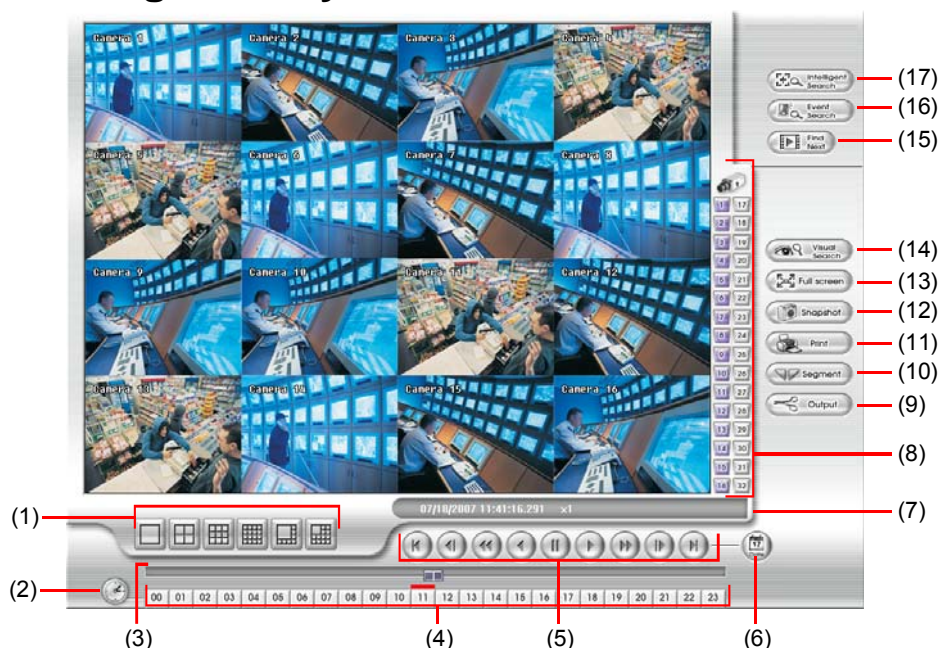 Camera 1 Camera 2 Camera 3 Camera 4
Camera 5 Camera 6 Camera 7 Camera 8
Camera 9 Camera 10 Camera 11 Camera 12
Camera 13 Camera 14 Camera 15 Camera 16
Intelligent Search (17)
Event Search (16)
Find Next (15)
Visual Search (14)
Full screen (13)
Snapshot (12)
Print (11)
Segment (10)
Output (9)
1 17
2 18
3 19
4 20
5 21
6 22
7 23
8 24
9 25
10 26
11 27
12 28
13 29
14 30
15 31
16 32
(8)
(1)
07/18/2007 11:41:16.291 x1
(7)
17
(2)
00 01 02 03 04 05 06 07 08 09 10 11 12 13 14 15 16 17 18 19 20 21 22 23
(3) (4) (5) (6)